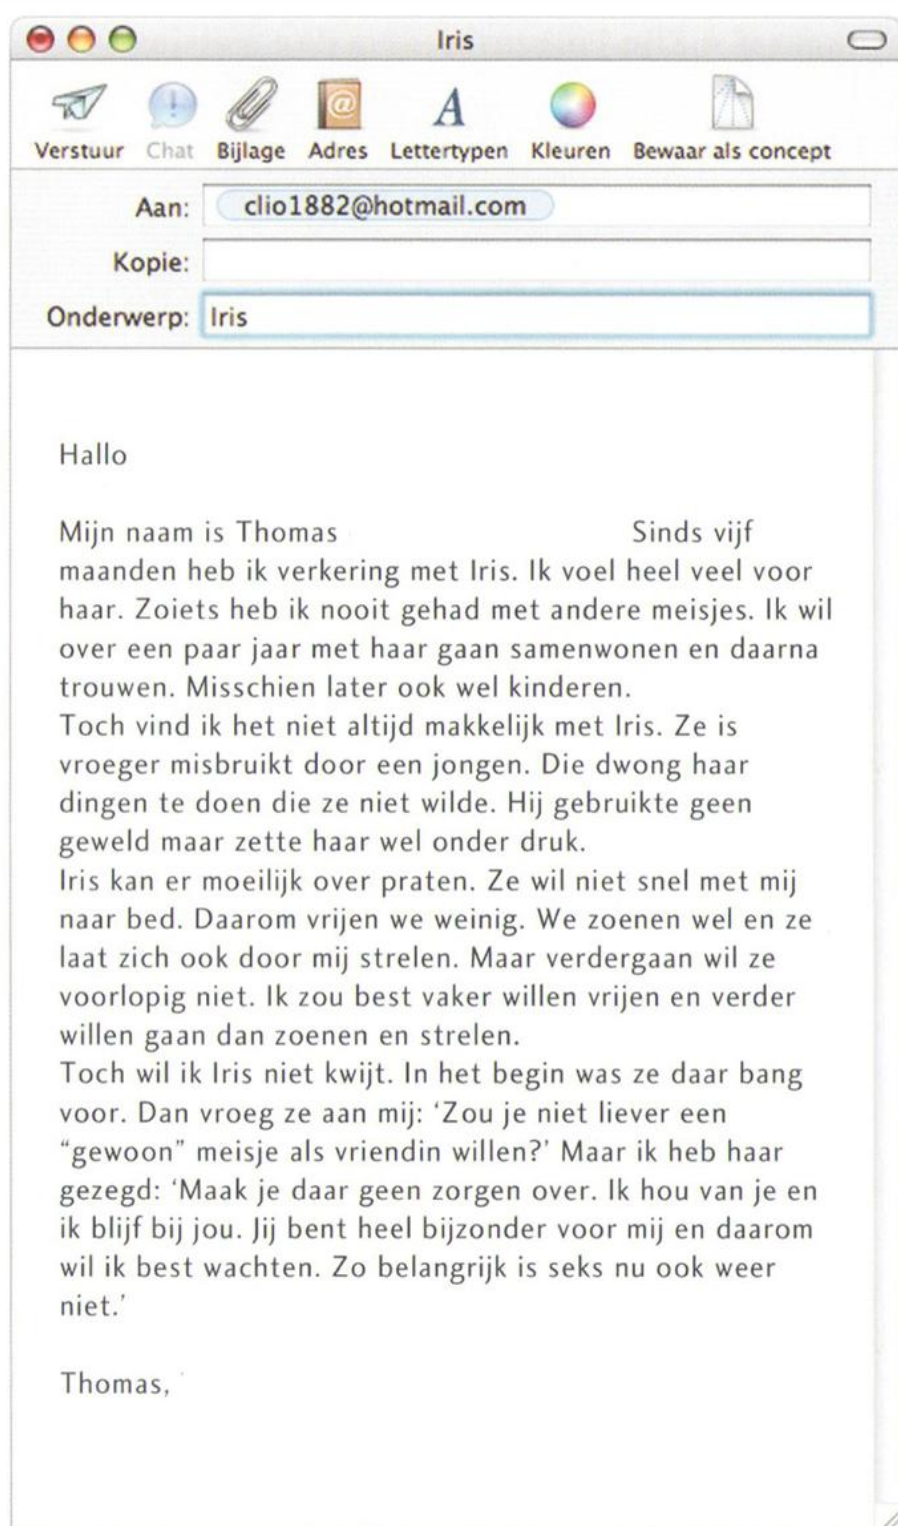 Iris
Verstuur Chat Bijlage Adres Lettertypen Kleuren Bewaar als concept
Aan: clio1882@hotmail.com
Kopie:
Onderwerp: Iris
Hallo
Mijn naam is Thomas Sinds vijf
maanden heb ik verkering met Iris. Ik voel heel veel voor
haar. Zoiets heb ik nooit gehad met andere meisjes. Ik wil
over een paar jaar met haar gaan samenwonen en daarna
trouwen. Misschien later ook wel kinderen.
Toch vind ik het niet altijd makkelijk met Iris. Ze is
vroeger misbruikt door een jongen. Die dwong haar
dingen te doen die ze niet wilde. Hij gebruikte geen
geweld maar zette haar wel onder druk.
Iris kan er moeilijk over praten. Ze wil niet snel met mij
naar bed. Daarom vrijen we weinig. We zoenen wel en ze
laat zich ook door mij strelen. Maar verdergaan wil ze
voorlopig niet. Ik zou best vaker willen vrijen en verder
willen gaan dan zoenen en strelen.
Toch wil ik Iris niet kwijt. In het begin was ze daar bang
voor. Dan vroeg ze aan mij: ‘Zou je niet liever een
“gewoon” meisje als vriendin willen?’ Maar ik heb haar
gezegd: ‘Maak je daar geen zorgen over. Ik hou van je en
ik blijf bij jou. Jij bent heel bijzonder voor mij en daarom
wil ik best wachten. Zo belangrijk is seks nu ook weer
niet.’
Thomas,